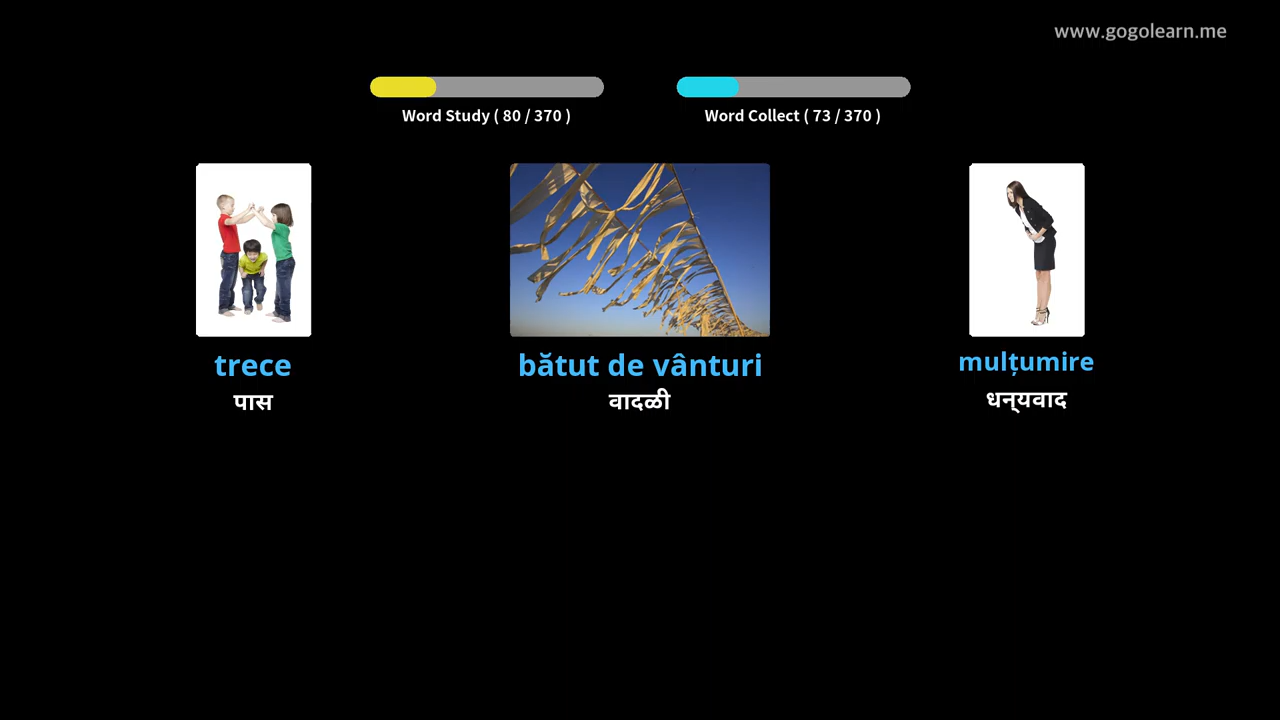 www.gogolearn.me
Word Study ( 80 / 370 )
Word Collect ( 73 / 370 )
trece
bătut de vânturi
mulțumire
पास
वादळी
धन्‌यवाद